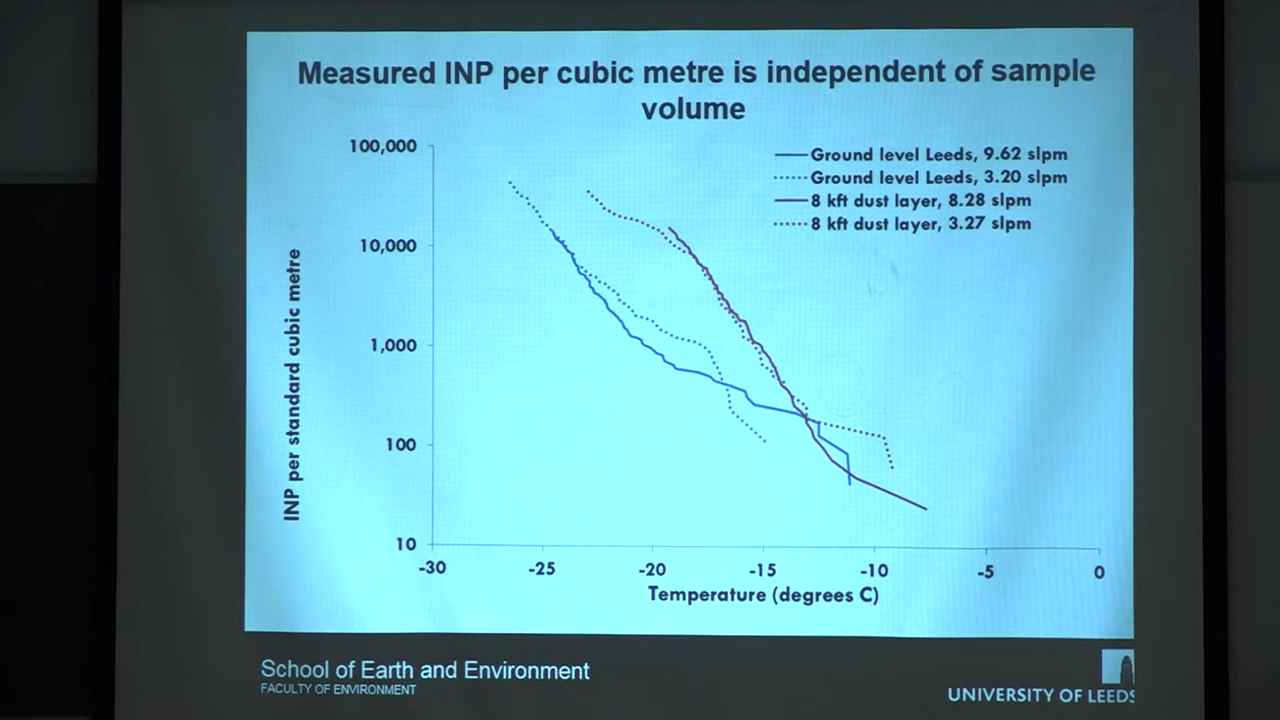 Measured INP per cubic metre is independent of sample
volume
100,000
10,000
1,000
100
10
INP per standard cubic metre
Ground level Leeds, 9.62 slpm
Ground level Leeds, 3.20 slpm
8 kft dust layer, 8.28 slpm
8 kft dust layer, 3.27 slpm
-30 -25 -20 -15 -10 -5 0
Temperature (degrees C)
School of Earth and Environment
FACULTY OF ENVIRONMENT
UNIVERSITY OF LEEDS